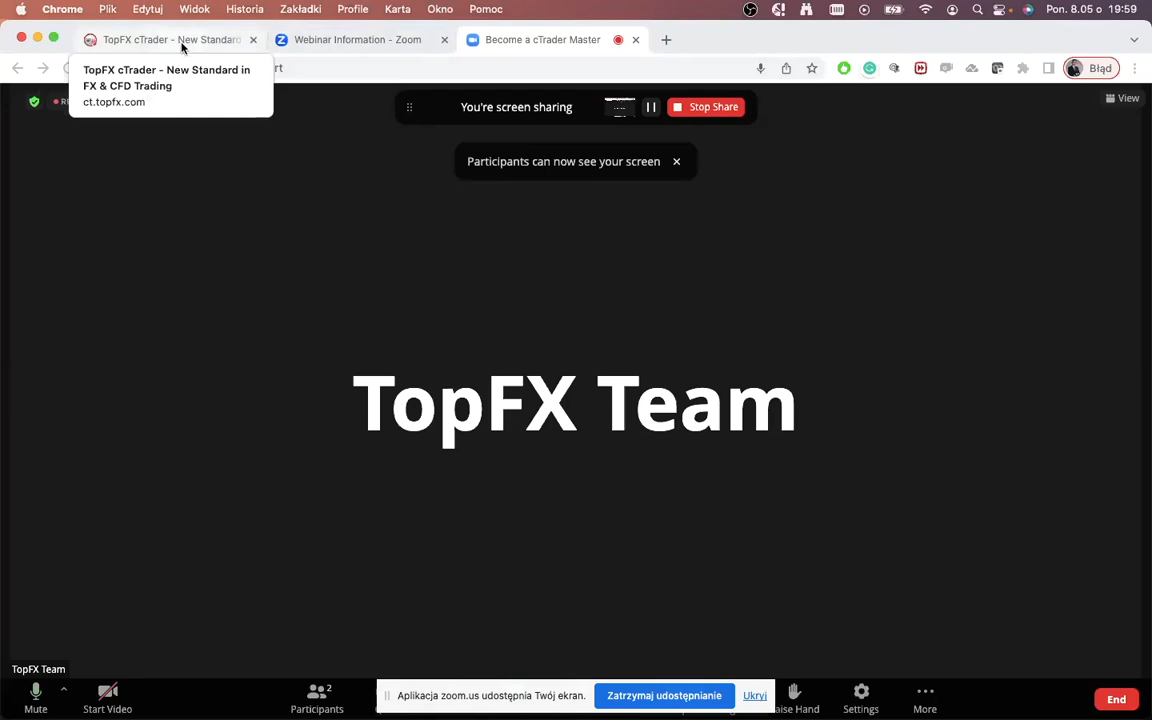 Chrome Plik Edytuj Widok Historia Zakładki Profile Karta Okno Pomoc Pon. 8.05 o 19:59
TopFX cTrader - New Standard Webinar Information - Zoom Become a cTrader Master
TopFX cTrader - New Standard in
FX & CFD Trading
ct.topfx.com
Błąd
You're screen sharing Stop Share
View
Participants can now see your screen
TopFX Team
TopFX Team
Aplikacja zoom.us udostępnia Twój ekran. Zatrzymaj udostępnianie Ukryj
2
Mute Start Video Participants aise Hand Settings More End